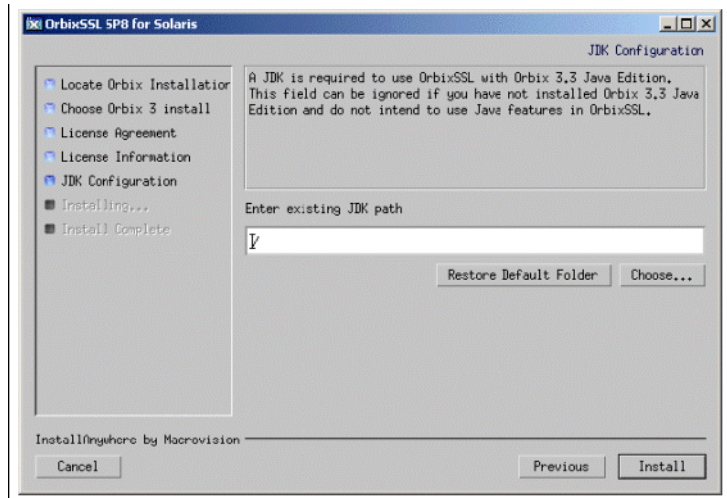 OrbixSSL 5P8 for Solaris
JDK Configuration
Locate Orbix Installation
Choose Orbix 3 install
License Agreement
License Information
JDK Configuration
Installing...
Install Complete
A JDK is required to use OrbixSSL with Orbix 3.3 Java Edition.
This field can be ignored if you have not installed Orbix 3.3 Java
Edition and do not intend to use Java features in OrbixSSL.
Enter existing JDK path
/
Restore Default Folder
Choose...
InstallAnywhere by Macrovision
Cancel
Previous
Install